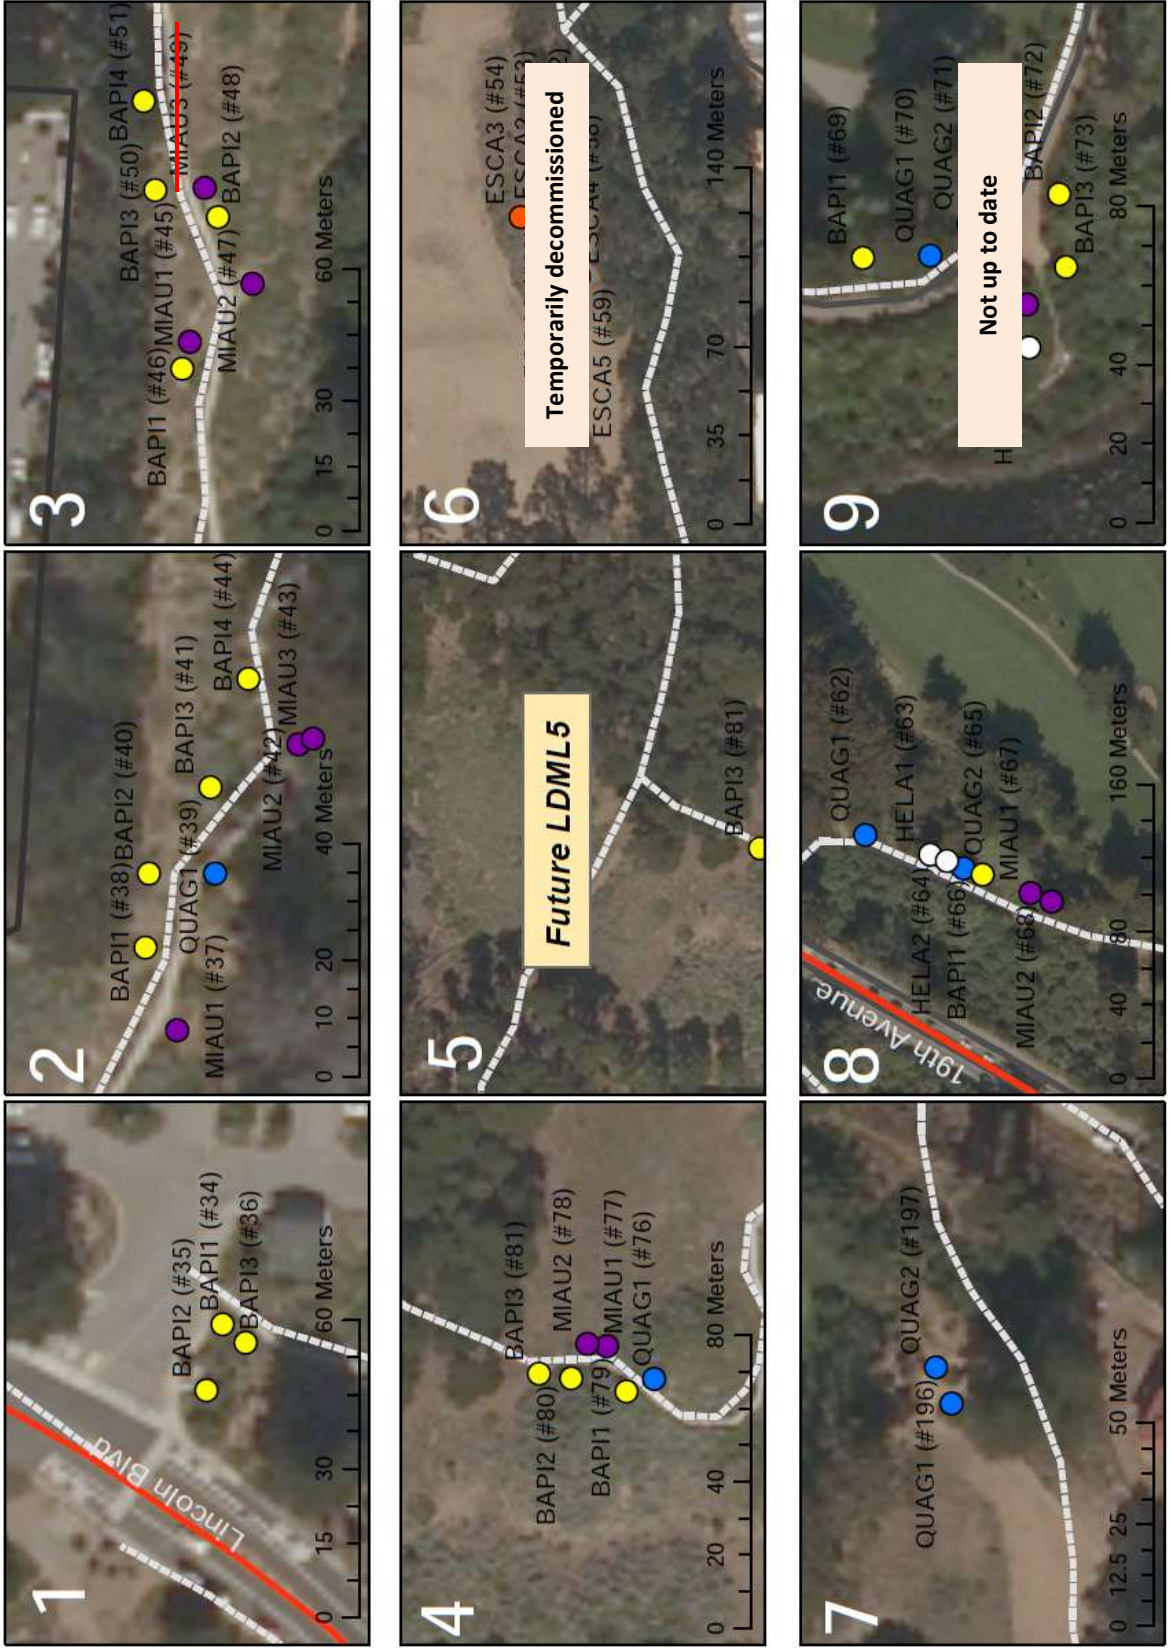 1
Lincoln Blvd
BAPI2 (#35)
BAPI1 (#34)
BAPI3 (#36)
0 15 30 60 Meters
2
BAPI1 (#38)
BAPI2 (#40)
BAPI3 (#41)
BAPI4 (#44)
QUAG1 (#39)
MIAU1 (#37)
MIAU2 (#42)
MIAU3 (#43)
0 10 20 40 Meters
3
BAPI3 (#50)
BAPI4 (#51)
MIAU3 (#49)
BAPI1 (#46)
MIAU1 (#45)
MIAU2 (#47)
BAPI2 (#48)
0 15 30 60 Meters
4
BAPI3 (#81)
MIAU2 (#78)
BAPI2 (#80)
BAPI1 (#79)
MIAU1 (#77)
QUAG1 (#76)
0 20 40 80 Meters
5
Future LDML5
BAPI3 (#81)
6
ESCA3 (#54)
Temporarily decommissioned
ESCA5 (#59)
0 35 70 140 Meters
7
QUAG1 (#196)
QUAG2 (#197)
0 12.5 25 50 Meters
8
19th Avenue
QUAG1 (#62)
HELA1 (#63)
HELA2 (#64)
QUAG2 (#65)
BAPI1 (#66)
MIAU1 (#67)
MIAU2 (#68)
0 40 80 160 Meters
9
BAPI1 (#69)
QUAG1 (#70)
QUAG2 (#71)
Not up to date
BAPI2 (#72)
BAPI3 (#73)
H
0 20 40 80 Meters